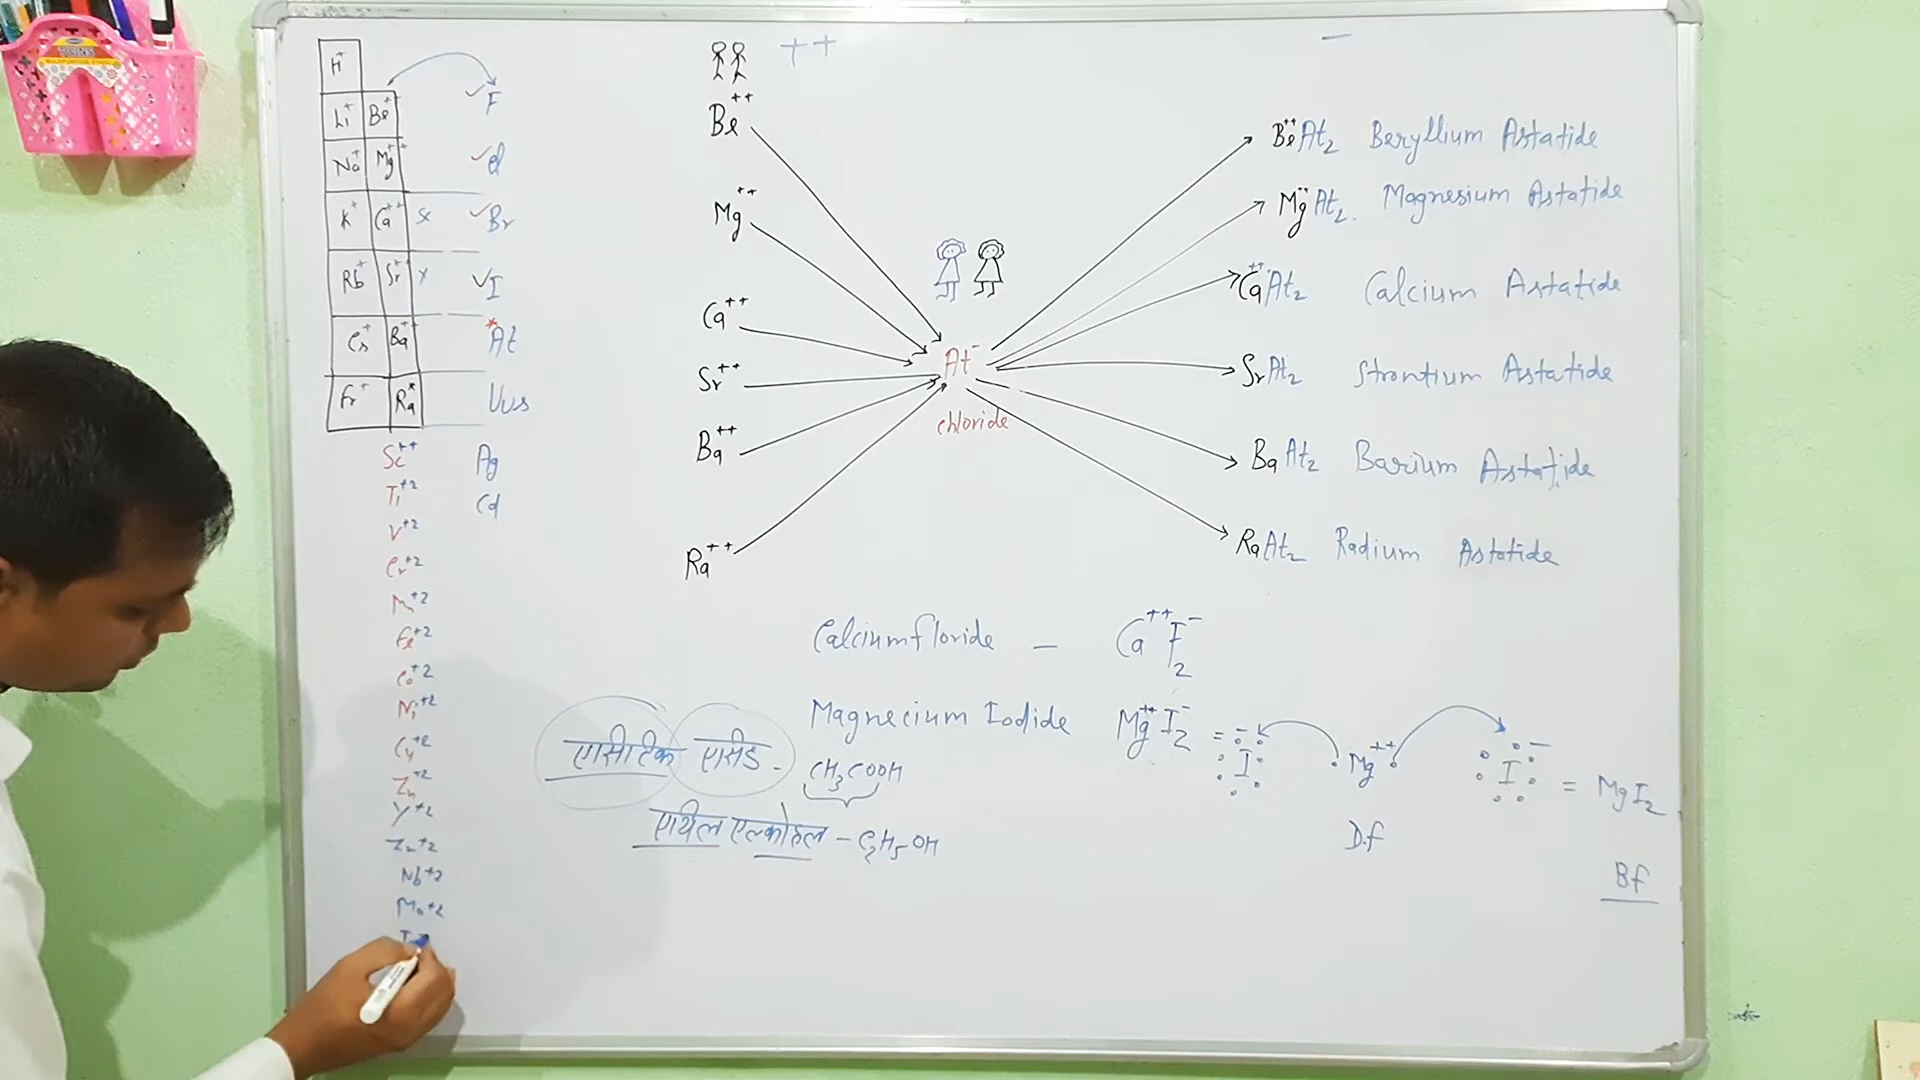 H+
Li+ Be++ F
Na+ Mg++ Cl
K+ Ca++ Br
Rb+ Sr++ x I
Cs+ Ba++ *At
Fr+ Ra* Uus
Sc++ Ag
Ti+2 Cd
V+2
Cr+2
Mn+2
Fe+2
Co+2
Ni+2
Cu+2
Zn+2
Y+2
Zn+2
Nb+2
Mo+2
++
−
Be++
Mg++
Ca++
Sr++
Ba++
Ra++
At−
chloride
Be++At2 Beryllium Astatide
Mg++At2. Magnesium Astatide
Ca++At2 Calcium Astatide
SrAt2 Strontium Astatide
BaAt2 Barium Astatide
RaAt2 Radium Astatide
Calciumfloride — Ca++F−2
Magnecium Iodide Mg++I−2 = I− Mg++ I− = MgI2
एसीटिक एसीड - CH3COOH
एथिल एल्कोहल - C2H5OH
D.f
Bf